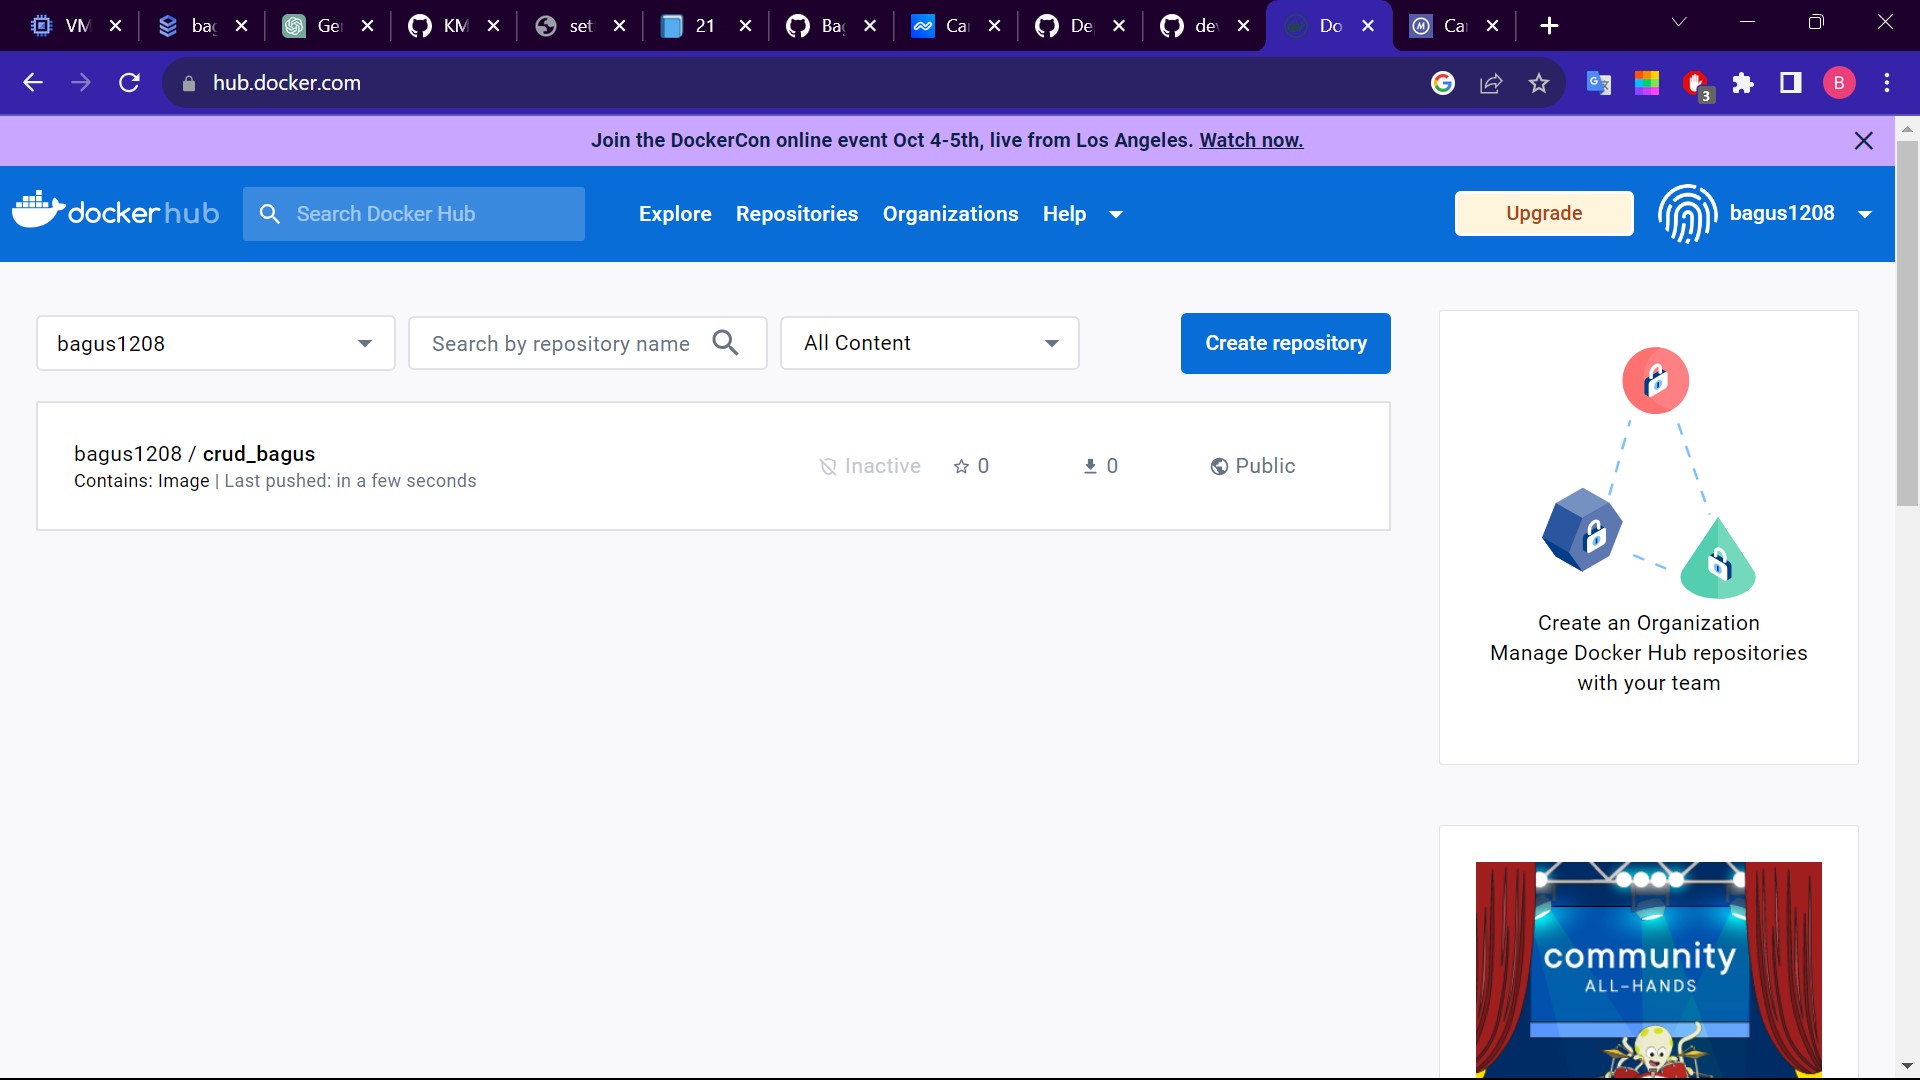 VM
ba
Ge
KM
set
21
Ba
Ca
De
de
Do
Ca
hub.docker.com
3
B
Join the DockerCon online event Oct 4-5th, live from Los Angeles. Watch now.
dockerhub
Search Docker Hub
Explore
Repositories
Organizations
Help
Upgrade
bagus1208
bagus1208
Search by repository name
All Content
Create repository
bagus1208 / crud_bagus
Contains: Image | Last pushed: in a few seconds
Inactive
0
0
Public
Create an Organization
Manage Docker Hub repositories
with your team
community
ALL-HANDS